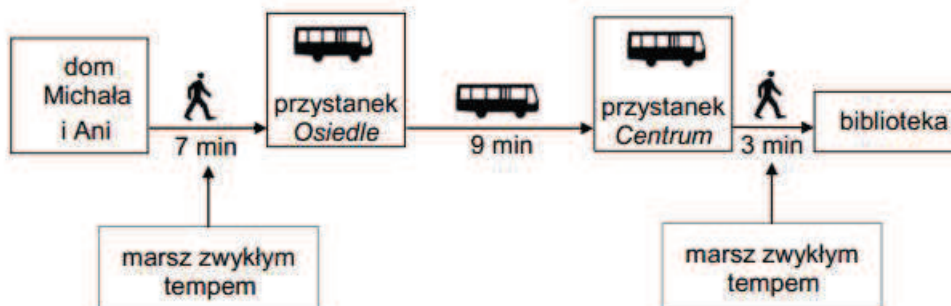 dom
Michała
i Ani
7 min
przystanek
Osiedle
9 min
przystanek
Centrum
3 min
biblioteka
marsz zwykłym
tempem
marsz zwykłym
tempem